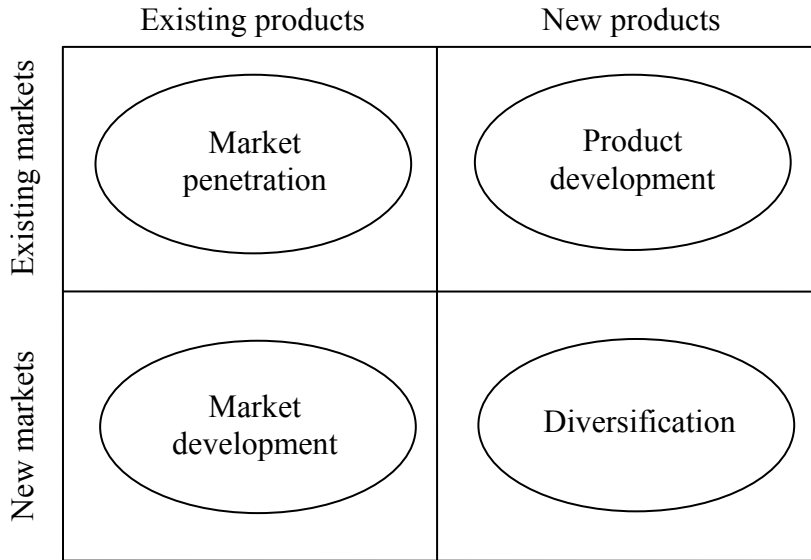 Existing products
New products
Existing markets
Market
penetration
Product
development
New markets
Market
development
Diversification